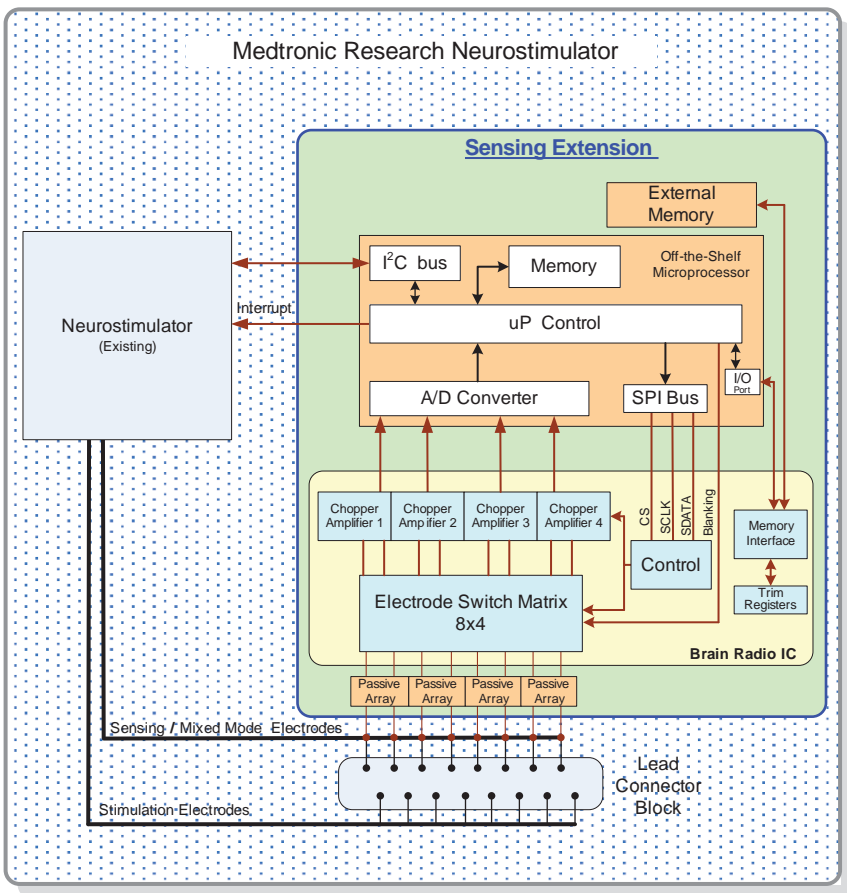 Medtronic Research Neurostimulator
Sensing Extension
External
Memory
Off-the-Shelf
Microprocessor
I²C bus
Memory
Neurostimulator
(Existing)
Interrupt
uP Control
A/D Converter
SPI Bus
I/O
Port
Chopper
Amplifier 1
Chopper
Ampifier 2
Chopper
Amplifier 3
Chopper
Amplifier 4
CS
SCLK
SDATA
Blanking
Memory
Interface
Control
Electrode Switch Matrix
8x4
Trim
Registers
Brain Radio IC
Passive
Array
Passive
Array
Passive
Array
Passive
Array
Sensing / Mixed Mode Electrodes
Lead
Connector
Block
Stimulation Electrodes